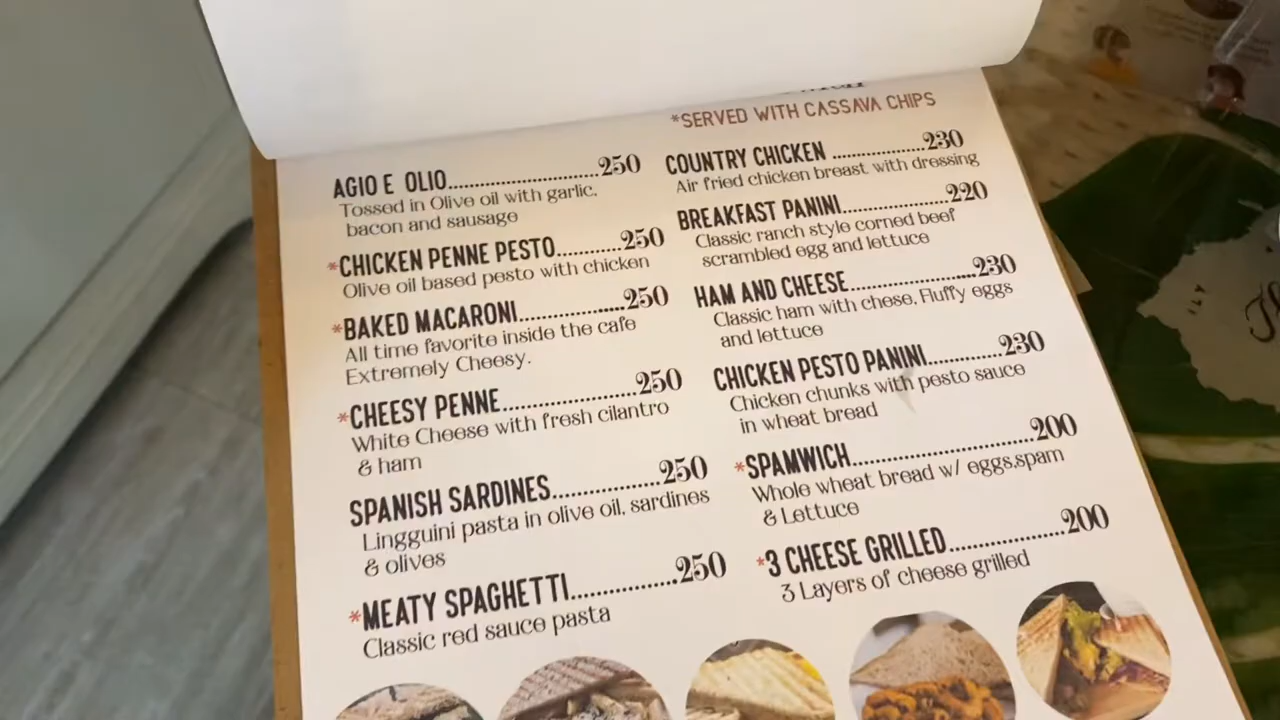 AGIO E OLIO......................250
Tossed in Olive oil with garlic,
bacon and sausage
*CHICKEN PENNE PESTO..........250
Olive oil based pesto with chicken
*BAKED MACARONI................250
All time favorite inside the cafe
Extremely Cheesy.
*CHEESY PENNE....................250
White Cheese with fresh cilantro
& ham
SPANISH SARDINES................250
Lingguini pasta in olive oil, sardines
& olives
*MEATY SPAGHETTI................250
Classic red sauce pasta
*SERVED WITH CASSAVA CHIPS
COUNTRY CHICKEN ..............230
Air fried chicken breast with dressing
BREAKFAST PANINI................220
Classic ranch style corned beef
scrambled egg and lettuce
HAM AND CHEESE..................230
Classic ham with chese, Fluffy eggs
and lettuce
CHICKEN PESTO PANINI...........230
Chicken chunks with pesto sauce
in wheat bread
*SPAMWICH...........................200
Whole wheat bread w/ eggs,spam
& Lettuce
*3 CHEESE GRILLED.................200
3 Layers of cheese grilled